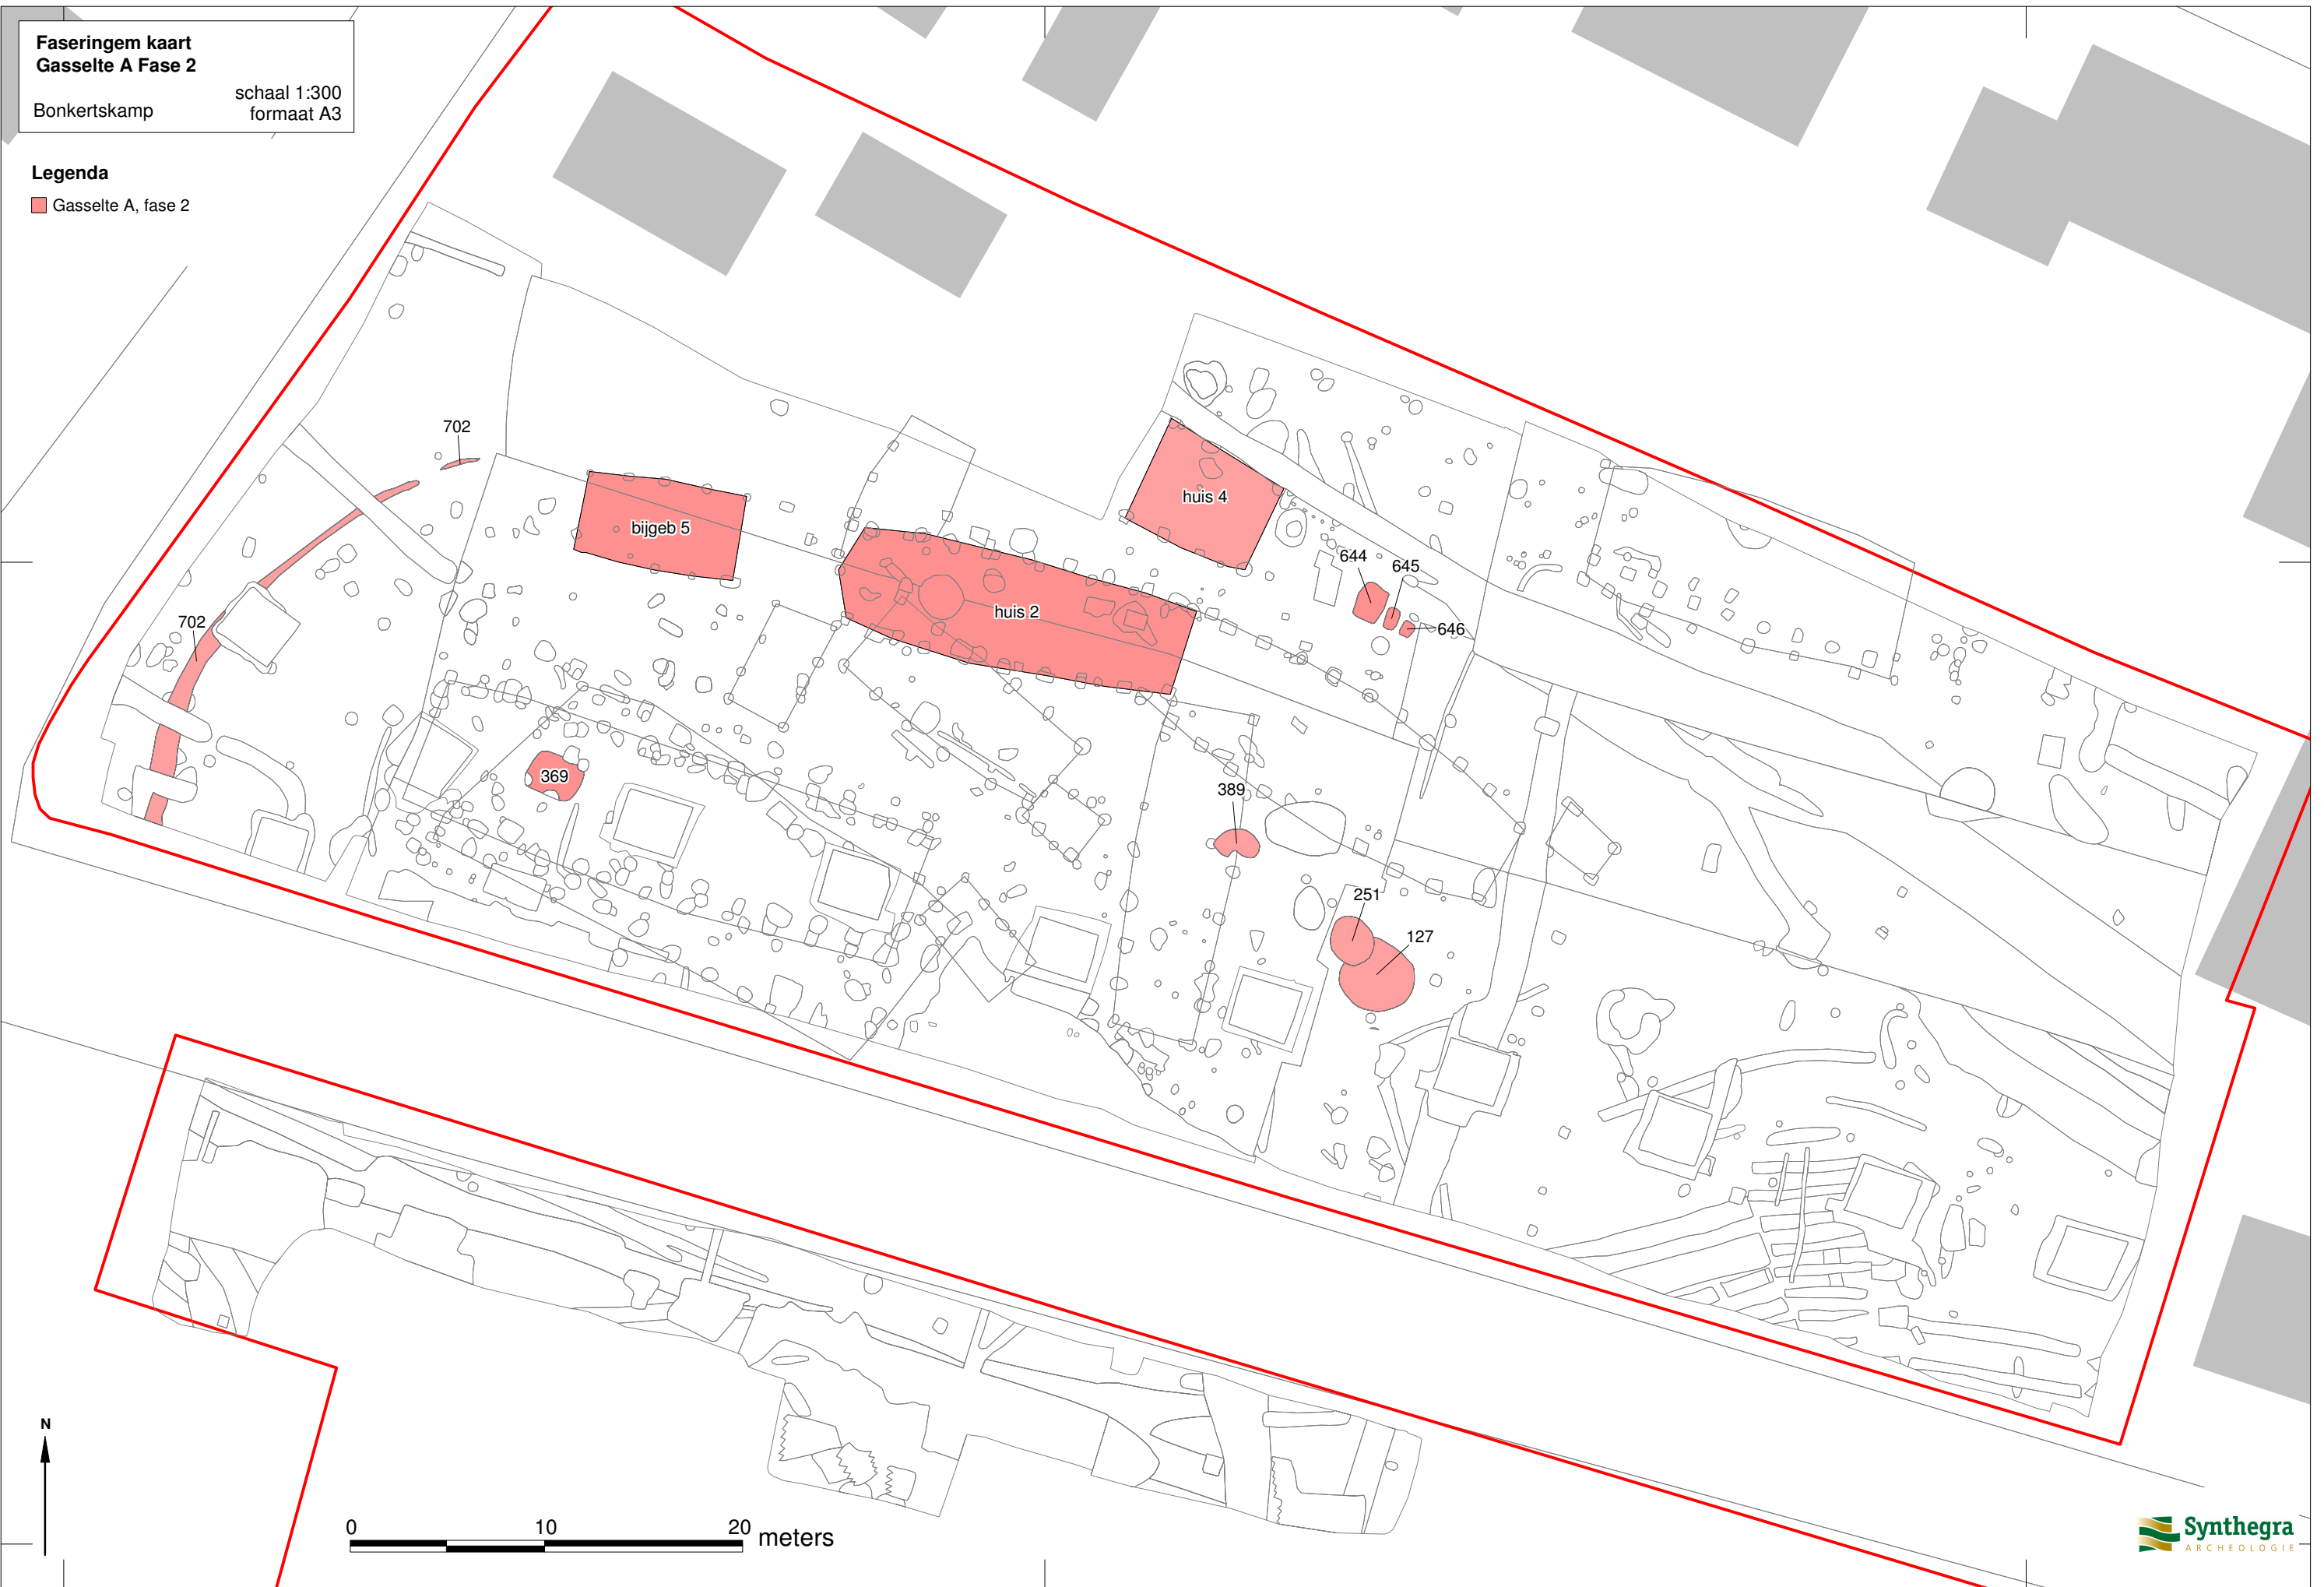 Faseringem kaart
Gasselte A Fase 2
schaal 1:300
Bonkertskamp
formaat A3
Legenda
Gasselte A, fase 2
702
huis 4
bijgeb 5
644
645
huis 2
702
646
369
389
251
127
N
0 10 20 meters
Synthegra
ARCHEOLOGIE